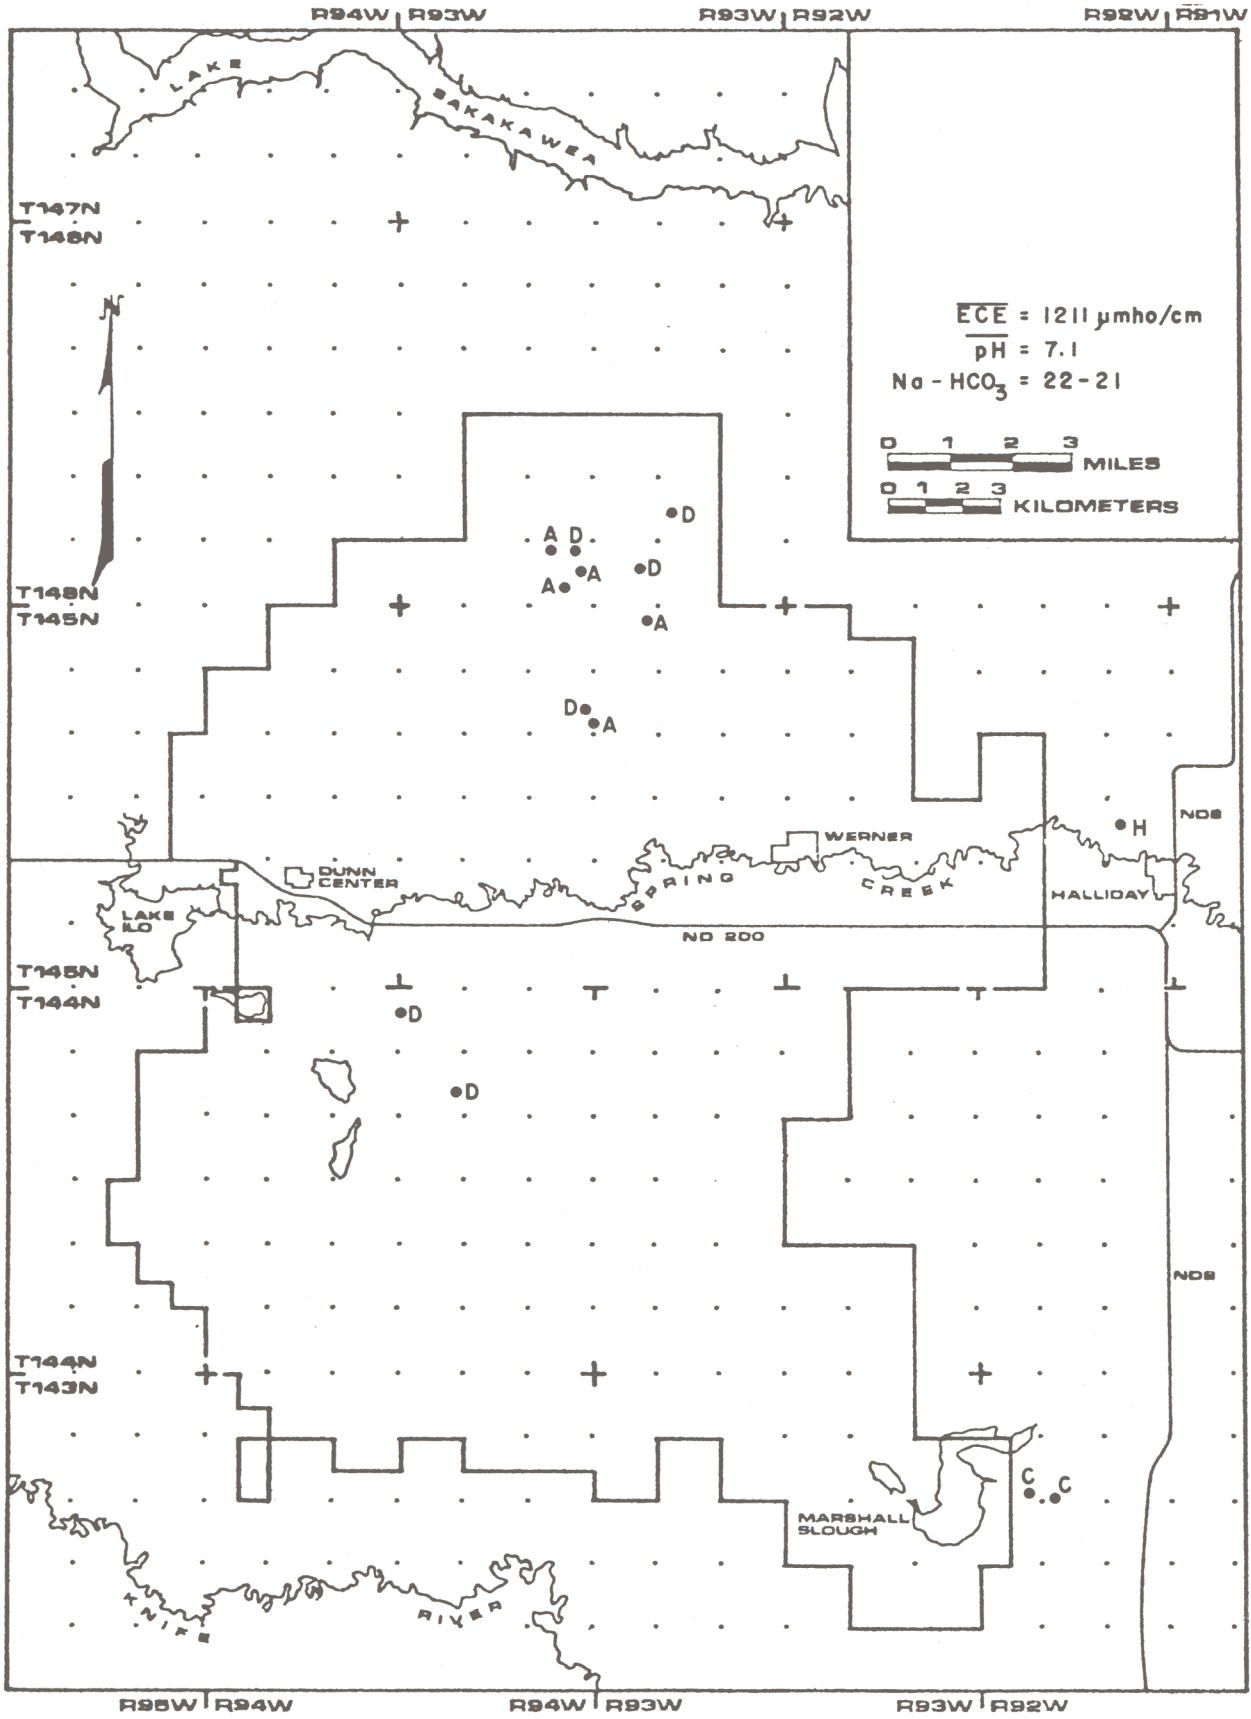 R94W R93W
R93W R92W
R92W R91W
LAKE
SAKAKAWEA
T147N
T146N
N
ECE = 1211 µmho/cm
pH = 7.1
Na - HCO3 = 22-21
0 1 2 3
MILES
0 1 2 3
KILOMETERS
D
A D
A
D
A
T146N
T145N
A
D
A
ND8
H
WERNER
DUNN
CENTER
SPRING
CREEK
HALLIDAY
LAKE
ILO
ND 200
T145N
T144N
D
D
ND8
T144N
T143N
C
C
MARSHALL
SLOUGH
KNIFE
RIVER
R95W R94W
R94W R93W
R93W R92W